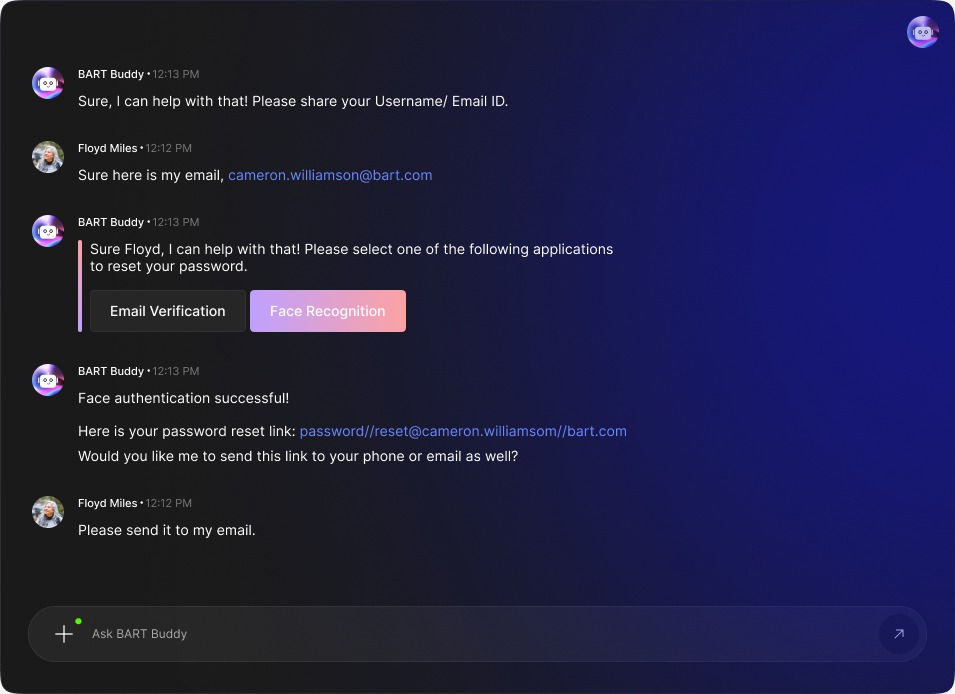 BART Buddy • 12:13 PM
Sure, I can help with that! Please share your Username/ Email ID.
Floyd Miles • 12:12 PM
Sure here is my email, cameron.williamson@bart.com
BART Buddy • 12:13 PM
Sure Floyd, I can help with that! Please select one of the following applications
to reset your password.
Email Verification Face Recognition
BART Buddy • 12:13 PM
Face authentication successful!
Here is your password reset link: password//reset@cameron.williamsom//bart.com
Would you like me to send this link to your phone or email as well?
Floyd Miles • 12:12 PM
Please send it to my email.
Ask BART Buddy